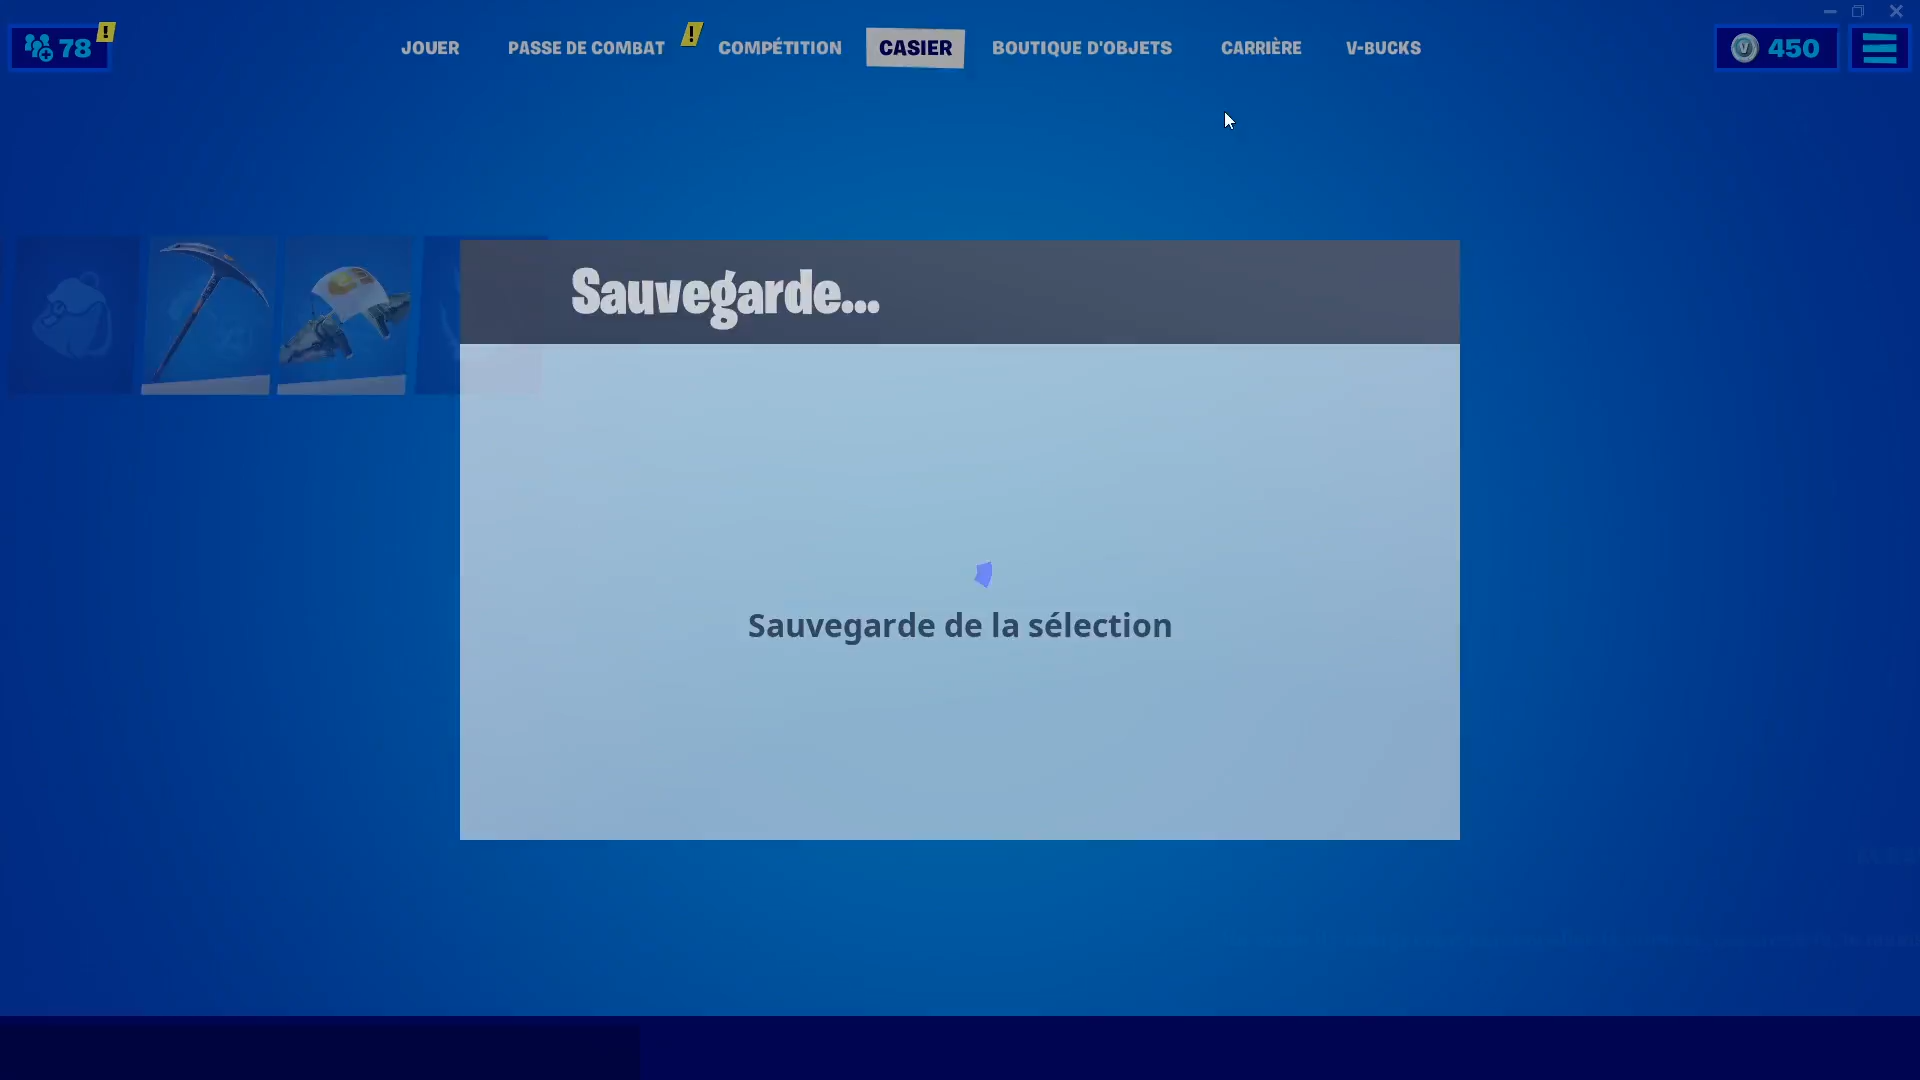 78
!
JOUER
PASSE DE COMBAT
!
COMPÉTITION
CASIER
BOUTIQUE D'OBJETS
CARRIÈRE
V-BUCKS
V
450
Sauvegarde...
Sauvegarde de la sélection